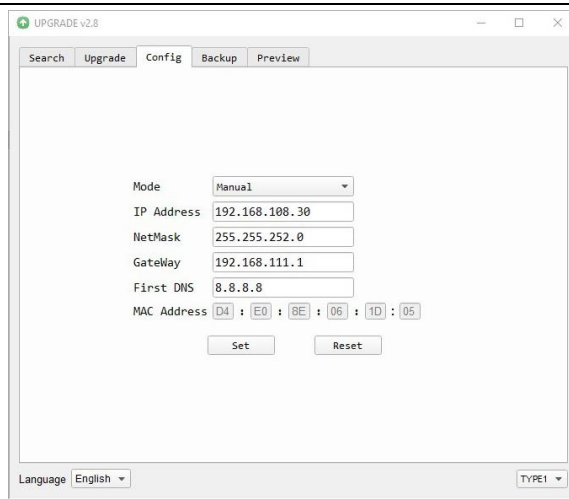 UPGRADE v2.8
Search Upgrade Config Backup Preview
Mode Manual
IP Address 192.168.108.30
NetMask 255.255.252.0
GateWay 192.168.111.1
First DNS 8.8.8.8
MAC Address D4 : E0 : 8E : 06 : 1D : 05
Set Reset
Language English TYPE1